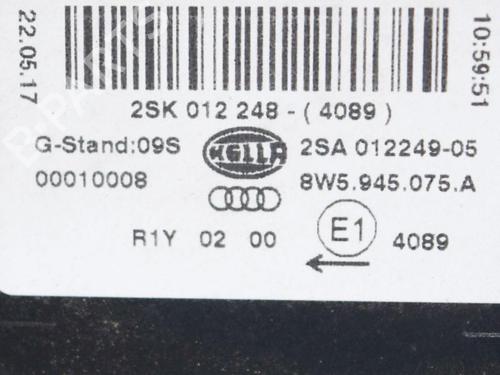 22.05.17
10:59:51
2SK 012 248 - ( 4089 )
G-Stand:09S
HELLA
2SA 012249-05
00010008
8W5.945.075.A
R1Y 02 00
E1
4089